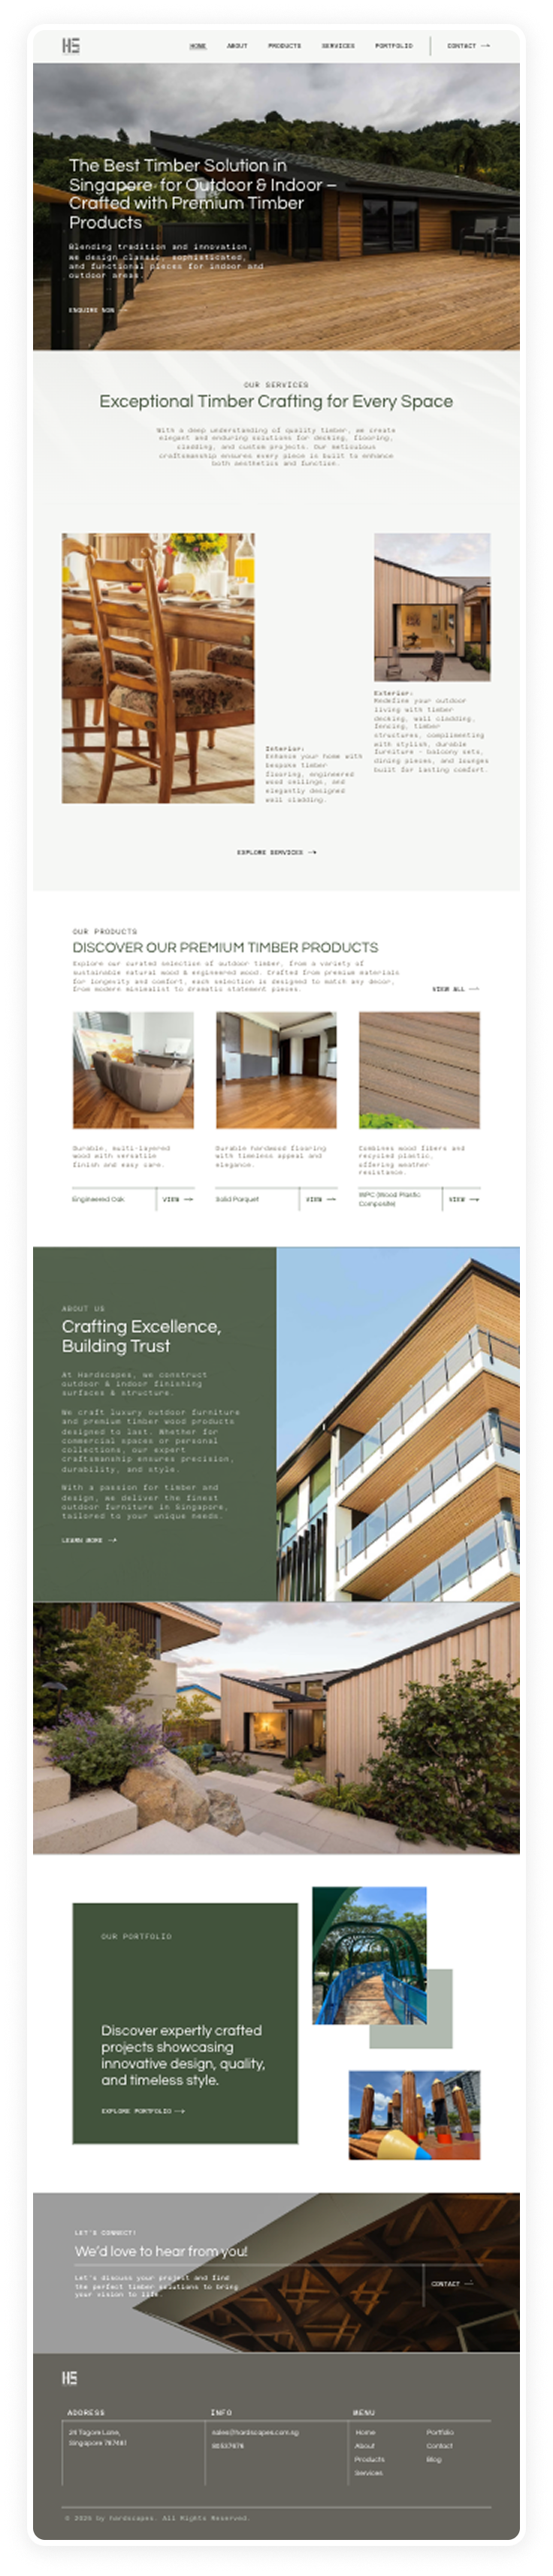 HS
HOME ABOUT PRODUCTS SERVICES PORTFOLIO CONTACT
The Best Timber Solution in
Singapore for Outdoor & Indoor –
Crafted with Premium Timber
Products
Blending tradition and innovation,
we design classic, sophisticated,
and functional pieces for indoor and
outdoor areas.
ENQUIRE NOW
OUR SERVICES
Exceptional Timber Crafting for Every Space
With a deep understanding of quality timber, we create
elegant and enduring solutions for decking, flooring,
cladding, and custom projects. Our meticulous
craftsmanship ensures every piece is built to enhance
both aesthetics and function.
Interior:
Enhance your home with
bespoke timber
flooring, engineered
wood ceilings, and
elegantly designed
wall cladding.
Exterior:
Redefine your outdoor
living with timber
decking, wall cladding,
fencing, timber
structures, complimenting
with stylish, durable
furniture - balcony sets,
dining pieces, and lounges
built for lasting comfort.
EXPLORE SERVICES
OUR PRODUCTS
DISCOVER OUR PREMIUM TIMBER PRODUCTS
Explore our curated selection of outdoor timber, from a variety of
sustainable natural wood & engineered wood. Crafted from premium materials
for longevity and comfort, each selection is designed to match any decor,
from modern minimalist to dramatic statement pieces.
VIEW ALL
Durable, multi-layered
wood with versatile
finish and easy care.
Engineered Oak VIEW
Durable hardwood flooring
with timeless appeal and
elegance.
Solid Parquet VIEW
Combines wood fibers and
recycled plastic,
offering weather
resistance.
WPC (Wood Plastic
Composite) VIEW
ABOUT US
Crafting Excellence,
Building Trust
At Hardscapes, we construct
outdoor & indoor finishing
surfaces & structure.
We craft luxury outdoor furniture
and premium timber wood products
designed to last. Whether for
commercial spaces or personal
collections, our expert
craftsmanship ensures precision,
durability, and style.
With a passion for timber and
design, we deliver the finest
outdoor furniture in Singapore,
tailored to your unique needs.
LEARN MORE
OUR PORTFOLIO
Discover expertly crafted
projects showcasing
innovative design, quality,
and timeless style.
EXPLORE PORTFOLIO
LET'S CONNECT!
We'd love to hear from you!
Let's discuss your project and find
the perfect timber solutions to bring
your vision to life.
CONTACT
HS
ADDRESS
24 Tagore Lane,
Singapore 787481
INFO
sales@hardscapes.com.sg
MENU
Home Portfolio
About Contact
Products Blog
Services
© 2025 by hardscapes. All Rights Reserved.